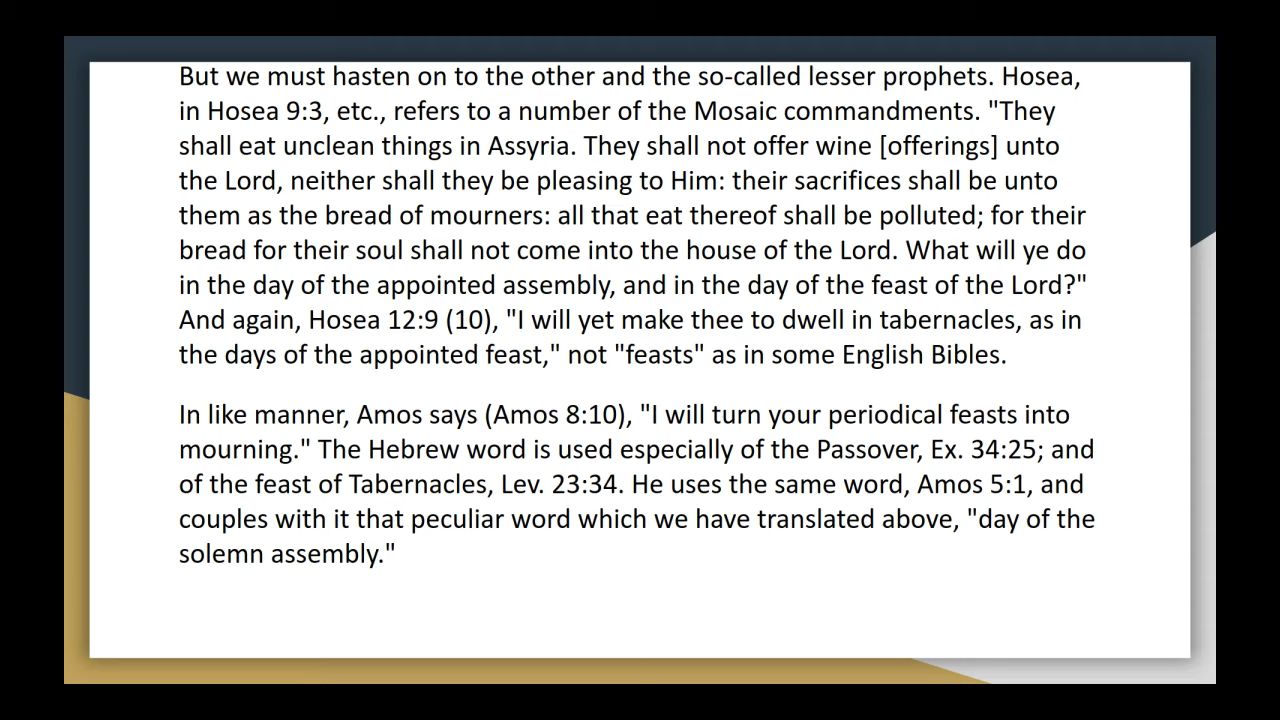 But we must hasten on to the other and the so-called lesser prophets. Hosea,
in Hosea 9:3, etc., refers to a number of the Mosaic commandments. "They
shall eat unclean things in Assyria. They shall not offer wine [offerings] unto
the Lord, neither shall they be pleasing to Him: their sacrifices shall be unto
them as the bread of mourners: all that eat thereof shall be polluted; for their
bread for their soul shall not come into the house of the Lord. What will ye do
in the day of the appointed assembly, and in the day of the feast of the Lord?"
And again, Hosea 12:9 (10), "I will yet make thee to dwell in tabernacles, as in
the days of the appointed feast," not "feasts" as in some English Bibles.
In like manner, Amos says (Amos 8:10), "I will turn your periodical feasts into
mourning." The Hebrew word is used especially of the Passover, Ex. 34:25; and
of the feast of Tabernacles, Lev. 23:34. He uses the same word, Amos 5:1, and
couples with it that peculiar word which we have translated above, "day of the
solemn assembly."